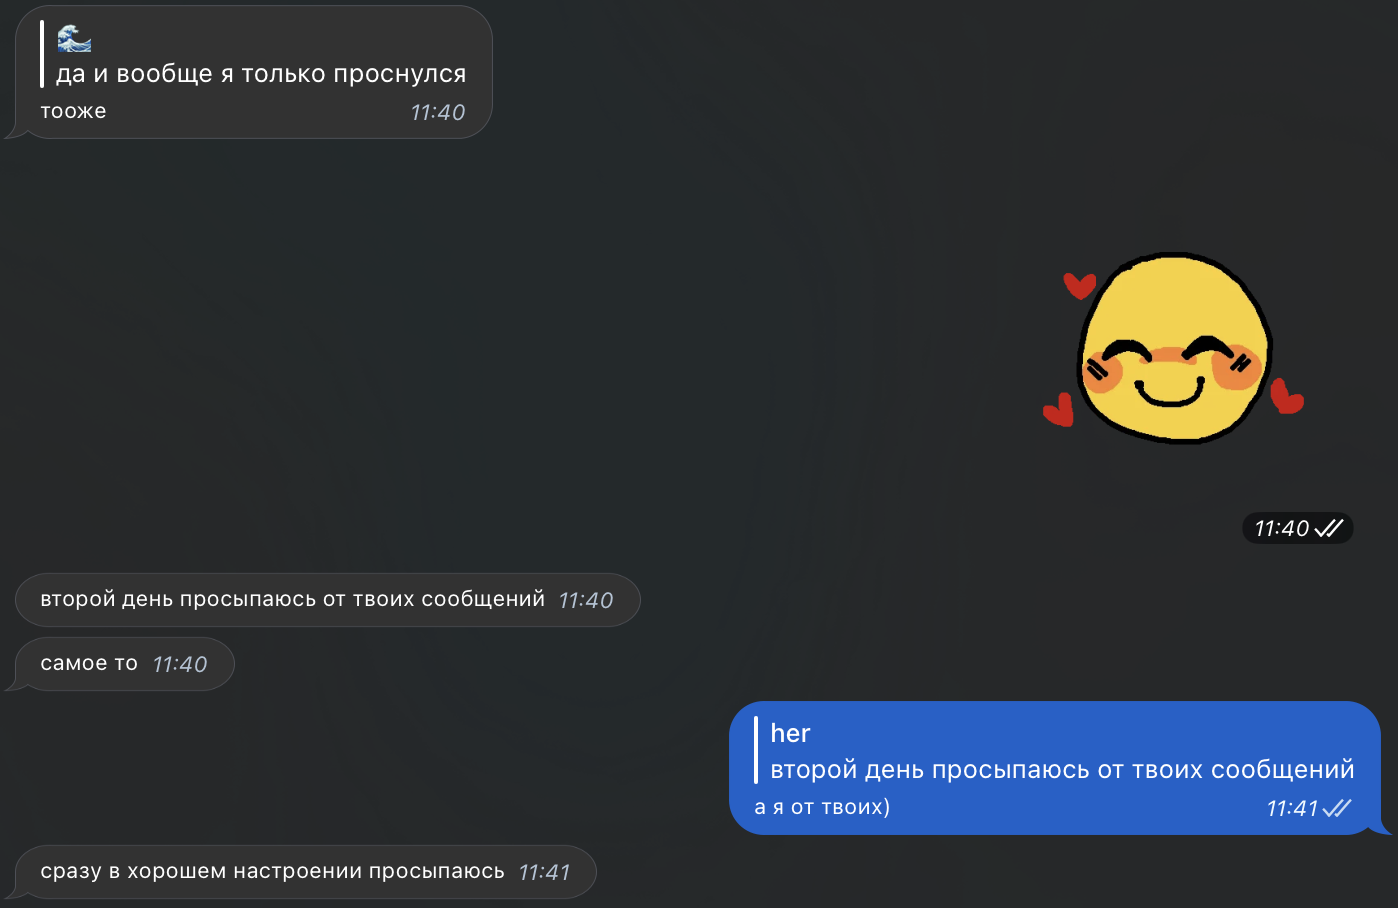 🌊
да и вообще я только проснулся
тооже 11:40
11:40
второй день просыпаюсь от твоих сообщений 11:40
самое то 11:40
her
второй день просыпаюсь от твоих сообщений
а я от твоих) 11:41
сразу в хорошем настроении просыпаюсь 11:41